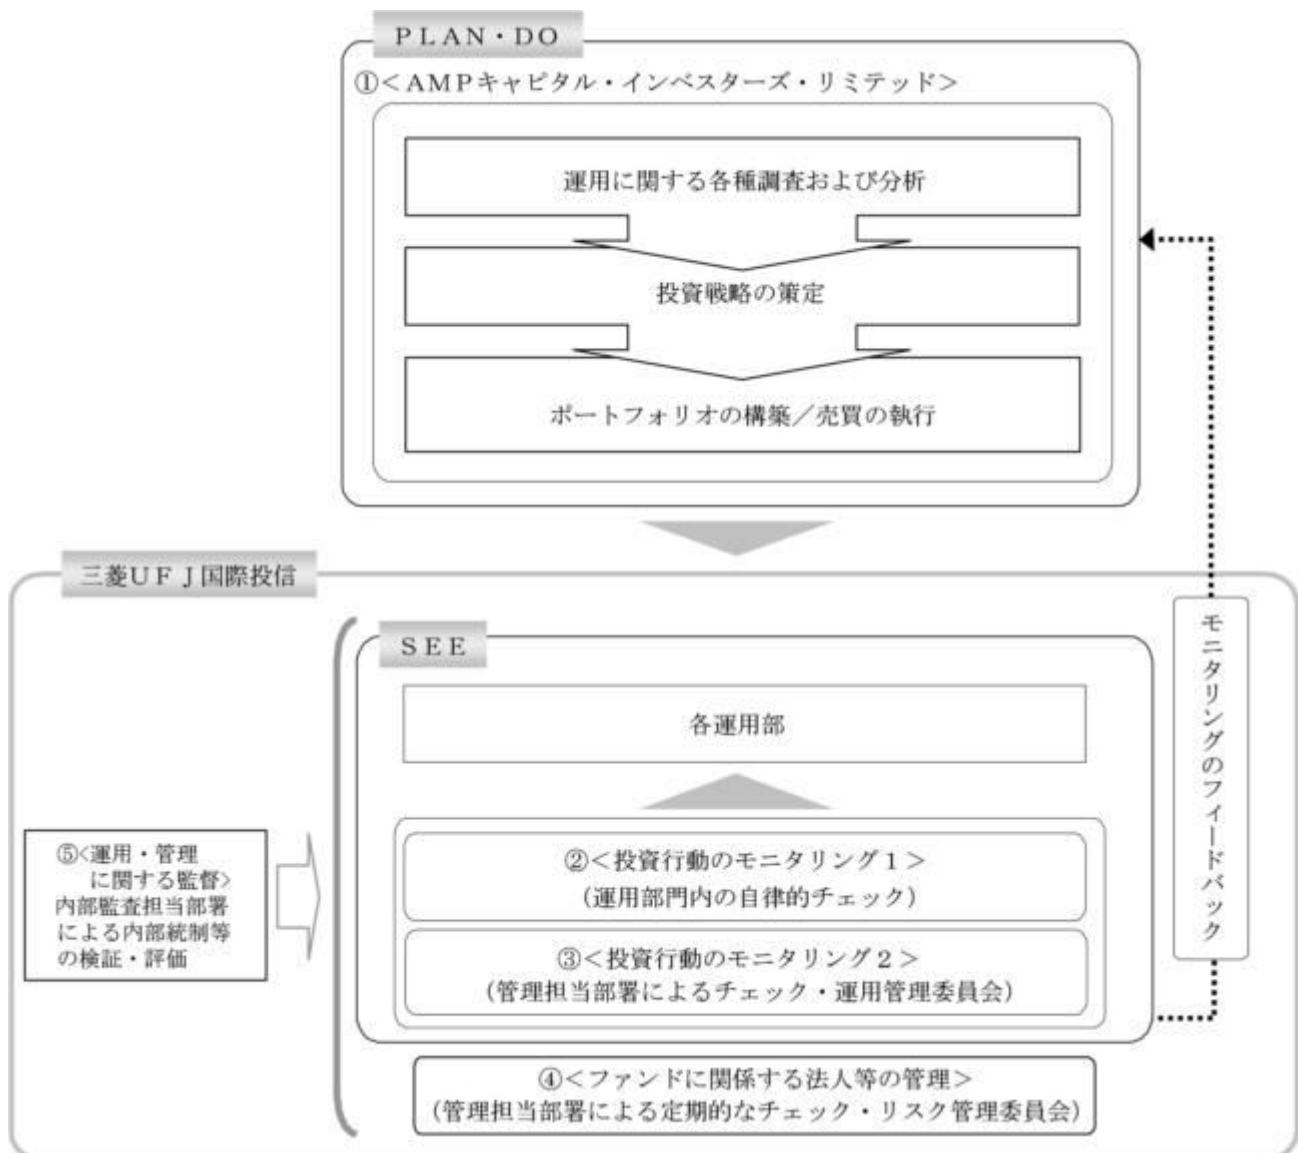 ＰＬＡＮ・ＤＯ
①＜ＡＭＰキャピタル・インベスターズ・リミテッド＞
運用に関する各種調査および分析
投資戦略の策定
ポートフォリオの構築／売買の執行
三菱ＵＦＪ国際投信
ＳＥＥ
各運用部
②＜投資行動のモニタリング１＞
（運用部門内の自律的チェック）
③＜投資行動のモニタリング２＞
（管理担当部署によるチェック・運用管理委員会）
④＜ファンドに関係する法人等の管理＞
（管理担当部署による定期的なチェック・リスク管理委員会）
⑤<運用・管理
に関する監督>
内部監査担当部署
による内部統制等
の検証・評価
モニタリングのフィードバック